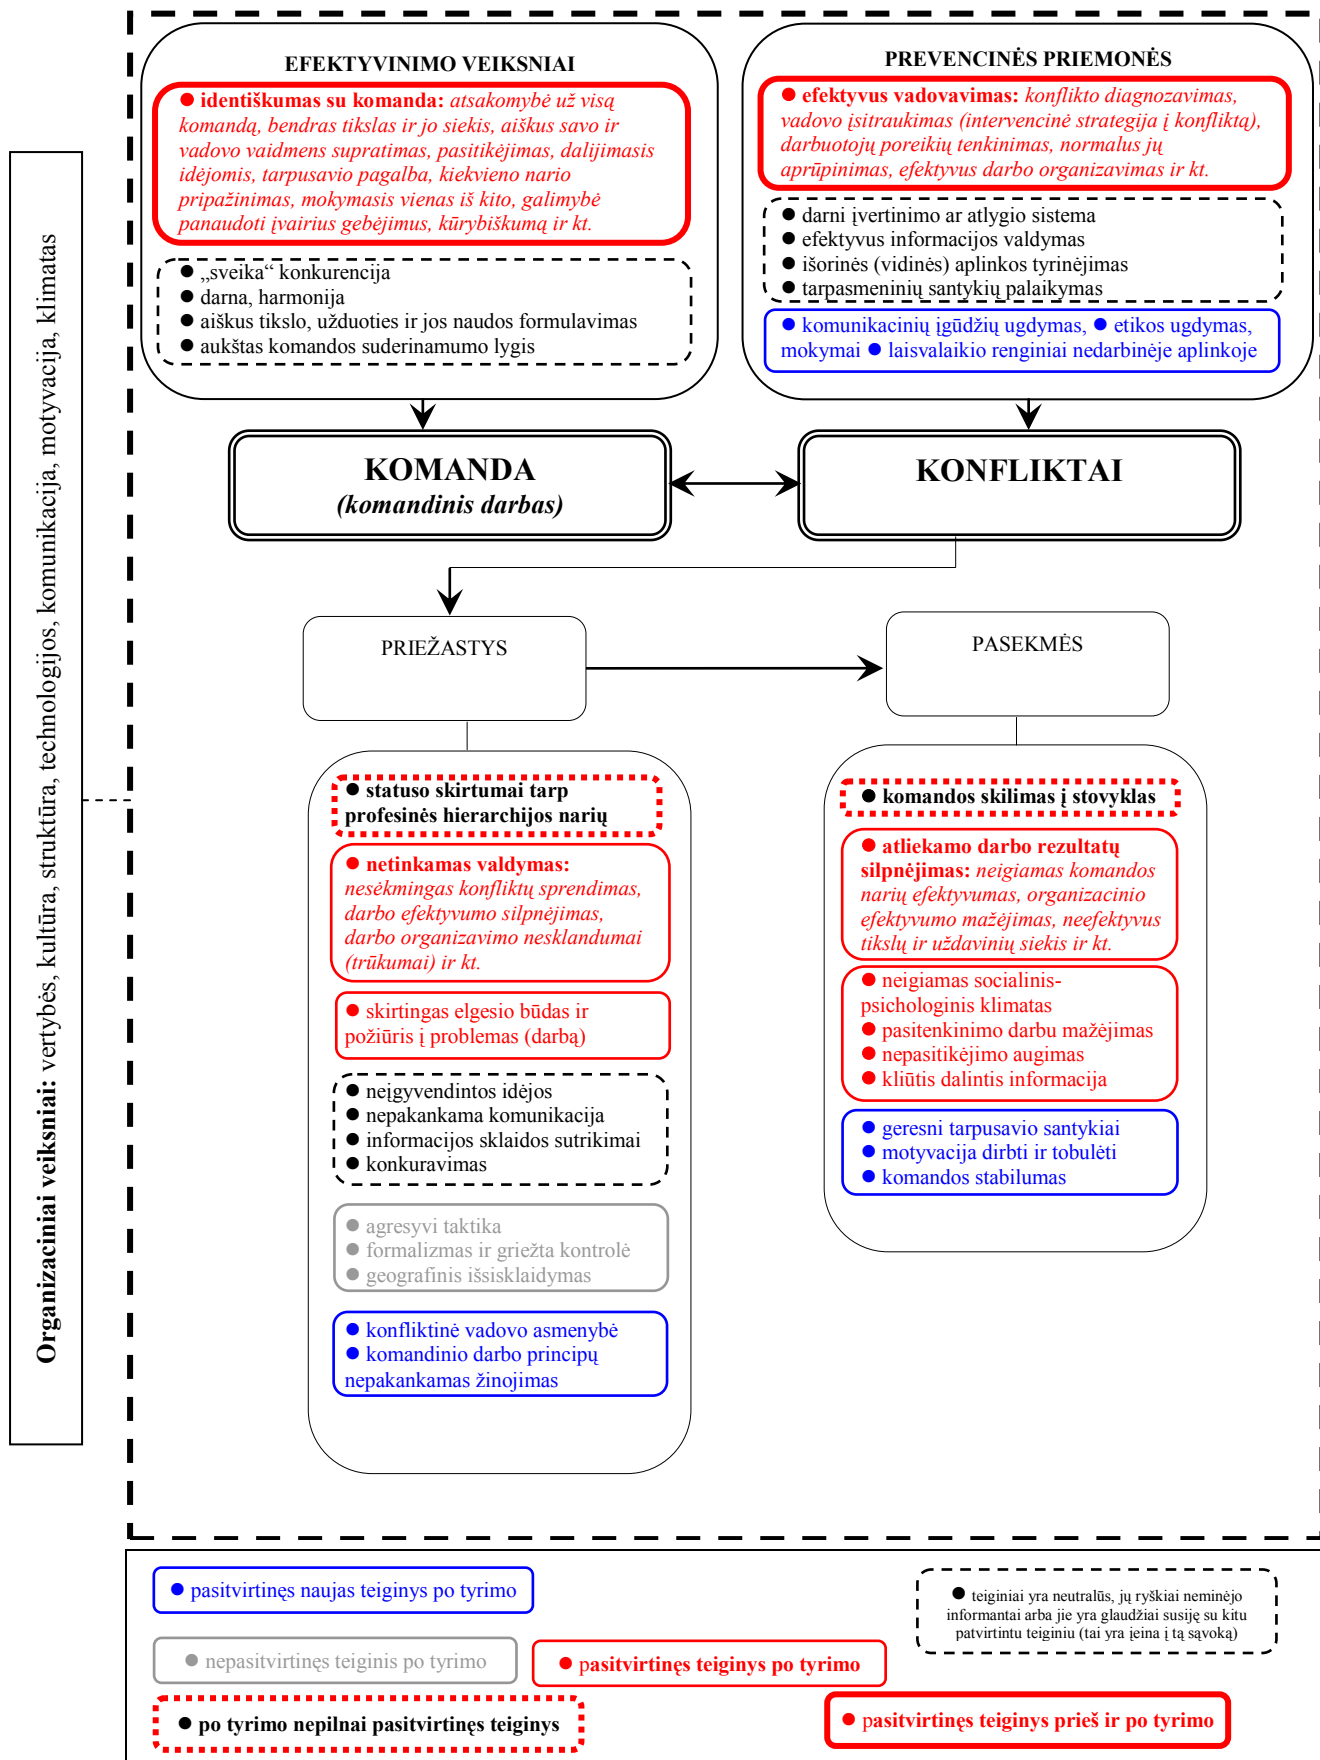 Organizaciniai veiksniai: vertybės, kultūra, struktūra, technologijos, komunikacija, motyvacija, klimatas
EFEKTYVINIMO VEIKSNIAI
● identiškumas su komanda: atsakomybė už visą
komandą, bendras tikslas ir jo siekis, aiškus savo ir
vadovo vaidmens supratimas, pasitikėjimas, dalijimasis
idėjomis, tarpusavio pagalba, kiekvieno nario
pripažinimas, mokymasis vienas iš kito, galimybė
panaudoti įvairius gebėjimus, kūrybiškumą ir kt.
● „sveika“ konkurencija
● darna, harmonija
● aiškus tikslo, užduoties ir jos naudos formulavimas
● aukštas komandos suderinamumo lygis
PREVENCINĖS PRIEMONĖS
● efektyvus vadovavimas: konflikto diagnozavimas,
vadovo įsitraukimas (intervencinė strategija į konfliktą),
darbuotojų poreikių tenkinimas, normalus jų
aprūpinimas, efektyvus darbo organizavimas ir kt.
● darni įvertinimo ar atlygio sistema
● efektyvus informacijos valdymas
● išorinės (vidinės) aplinkos tyrinėjimas
● tarpasmeninių santykių palaikymas
● komunikacinių įgūdžių ugdymas, ● etikos ugdymas,
mokymai ● laisvalaikio renginiai nedarbinėje aplinkoje
KOMANDA
(komandinis darbas)
KONFLIKTAI
PRIEŽASTYS
PASEKMĖS
● statuso skirtumai tarp
profesinės hierarchijos narių
● netinkamas valdymas:
nesėkmingas konfliktų sprendimas,
darbo efektyvumo silpnėjimas,
darbo organizavimo nesklandumai
(trūkumai) ir kt.
● skirtingas elgesio būdas ir
požiūris į problemas (darbą)
● neįgyvendintos idėjos
● nepakankama komunikacija
● informacijos sklaidos sutrikimai
● konkuravimas
● agresyvi taktika
● formalizmas ir griežta kontrolė
● geografinis išsisklaidymas
● konfliktinė vadovo asmenybė
● komandinio darbo principų
nepakankamas žinojimas
● komandos skilimas į stovyklas
● atliekamo darbo rezultatų
silpnėjimas: neigiamas komandos
narių efektyvumas, organizacinio
efektyvumo mažėjimas, neefektyvus
tikslų ir uždavinių siekis ir kt.
● neigiamas socialinis-
psichologinis klimatas
● pasitenkinimo darbu mažėjimas
● nepasitikėjimo augimas
● kliūtis dalintis informacija
● geresni tarpusavio santykiai
● motyvacija dirbti ir tobulėti
● komandos stabilumas
● pasitvirtinęs naujas teiginys po tyrimo
● teiginiai yra neutralūs, jų ryškiai neminėjo
informantai arba jie yra glaudžiai susiję su kitu
patvirtintu teiginiu (tai yra įeina į tą sąvoką)
● nepasitvirtinęs teiginis po tyrimo
● pasitvirtinęs teiginys po tyrimo
● po tyrimo nepilnai pasitvirtinęs teiginys
● pasitvirtinęs teiginys prieš ir po tyrimo